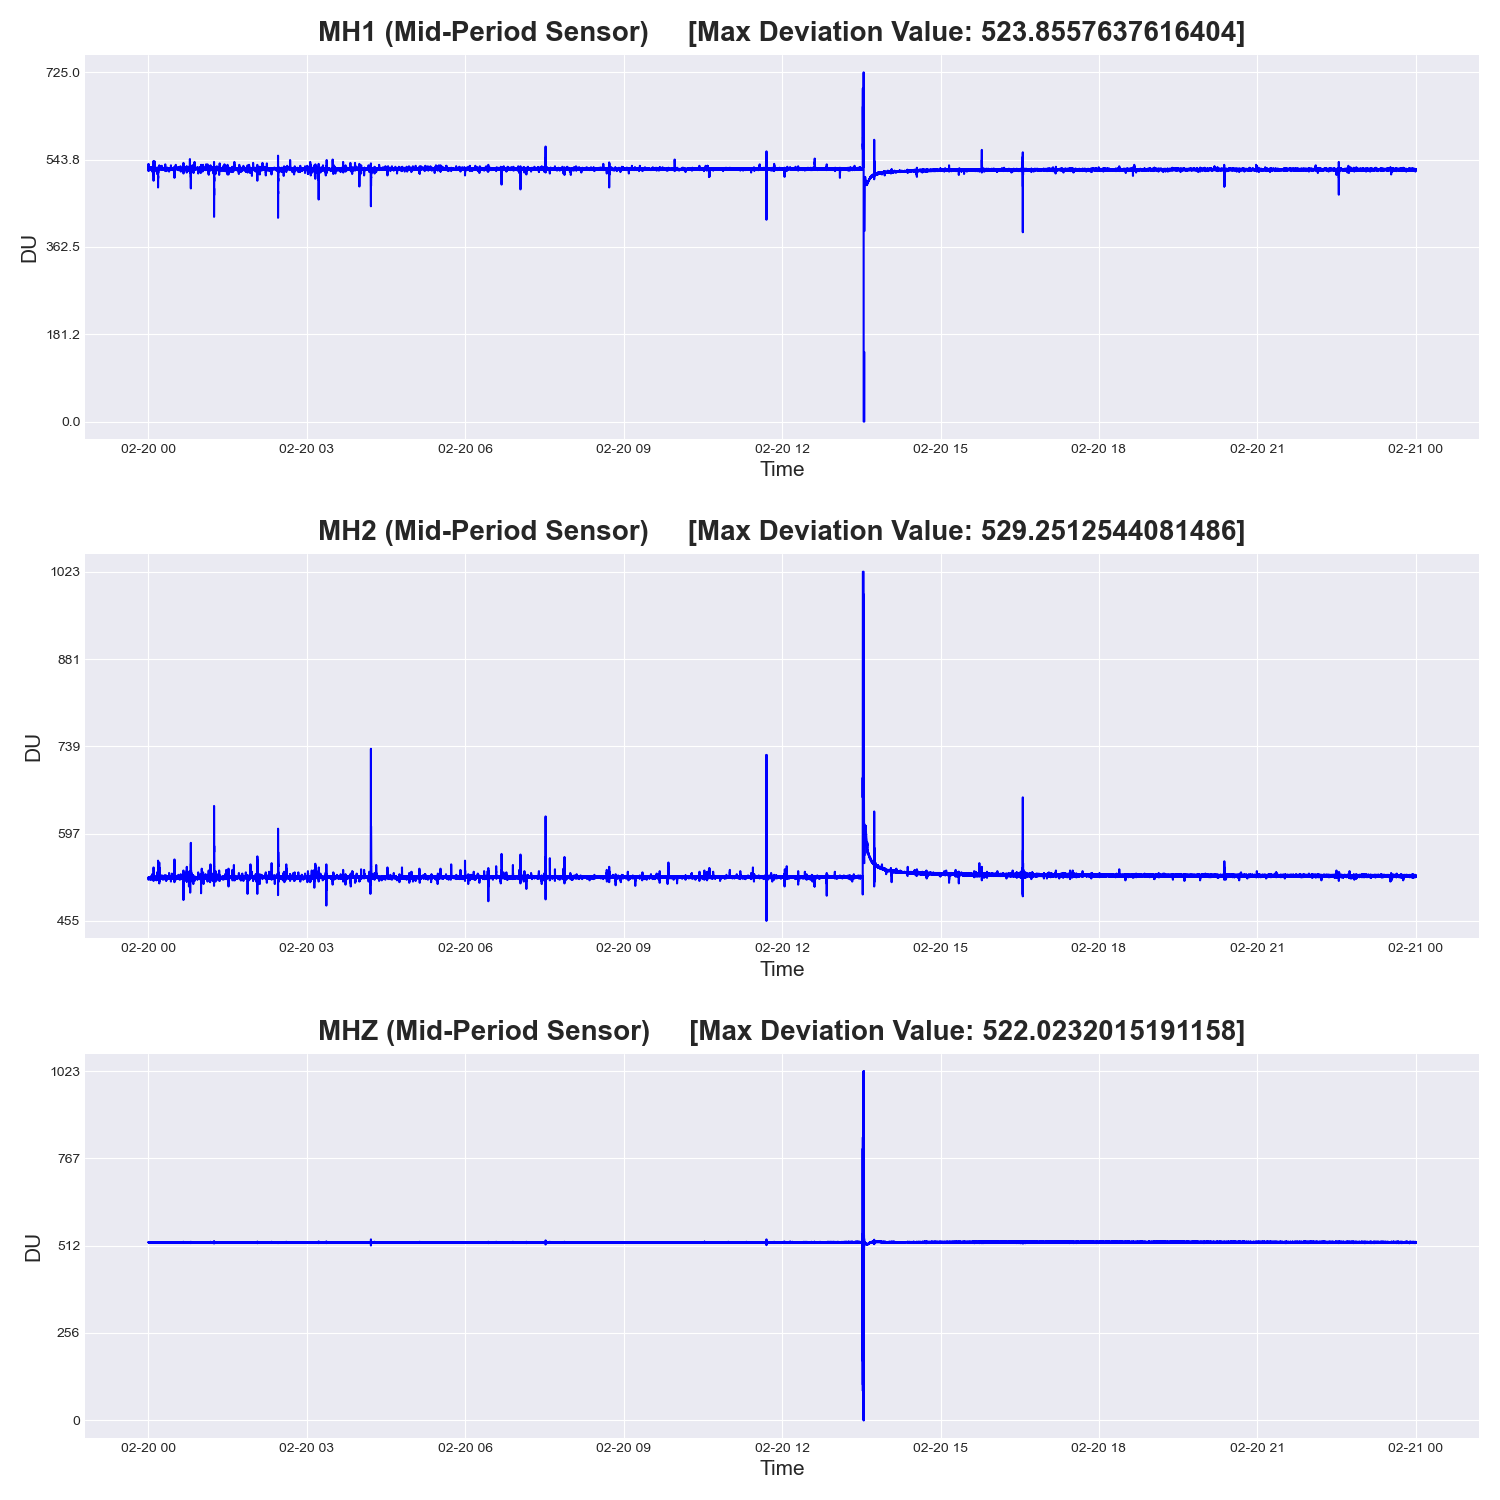 MH1 (Mid-Period Sensor) [Max Deviation Value: 523.8557637616404]
725.0
543.8
362.5
181.2
0.0
DU
02-20 00 02-20 03 02-20 06 02-20 09 02-20 12 02-20 15 02-20 18 02-20 21 02-21 00
Time
MH2 (Mid-Period Sensor) [Max Deviation Value: 529.2512544081486]
1023
881
739
597
455
DU
02-20 00 02-20 03 02-20 06 02-20 09 02-20 12 02-20 15 02-20 18 02-20 21 02-21 00
Time
MHZ (Mid-Period Sensor) [Max Deviation Value: 522.0232015191158]
1023
767
512
256
0
DU
02-20 00 02-20 03 02-20 06 02-20 09 02-20 12 02-20 15 02-20 18 02-20 21 02-21 00
Time